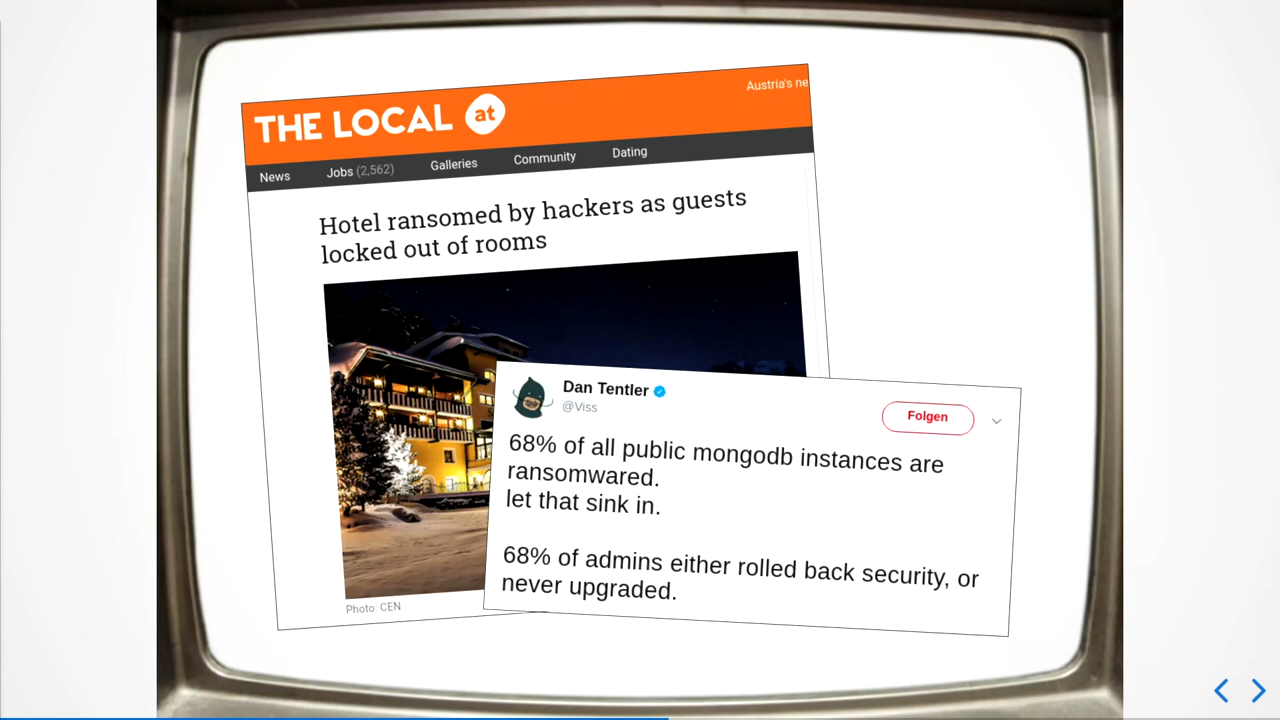 THE LOCAL at
Austria's ne
News Jobs (2,562) Galleries Community Dating
Hotel ransomed by hackers as guests
locked out of rooms
Photo: CEN
Dan Tentler
@Viss
Folgen
68% of all public mongodb instances are
ransomwared.
let that sink in.
68% of admins either rolled back security, or
never upgraded.